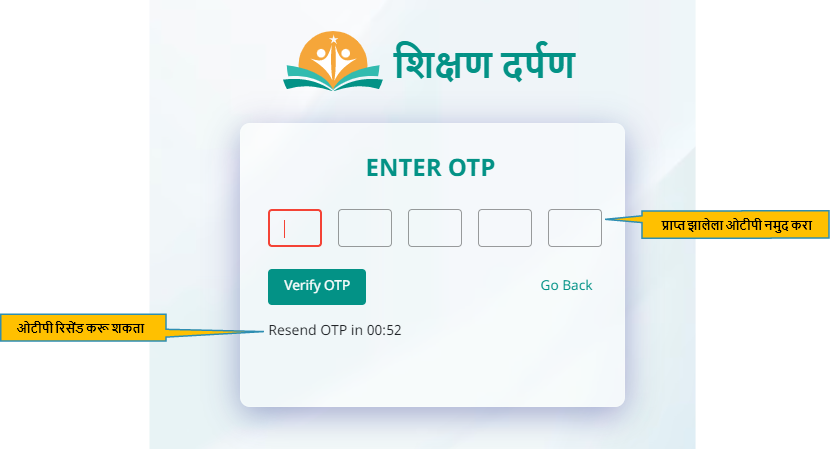 शिक्षण दर्पण
ENTER OTP
प्राप्त झालेला ओटीपी नमुद करा
Verify OTP
Go Back
ओटीपी रिसेंड करू शकता
Resend OTP in 00:52